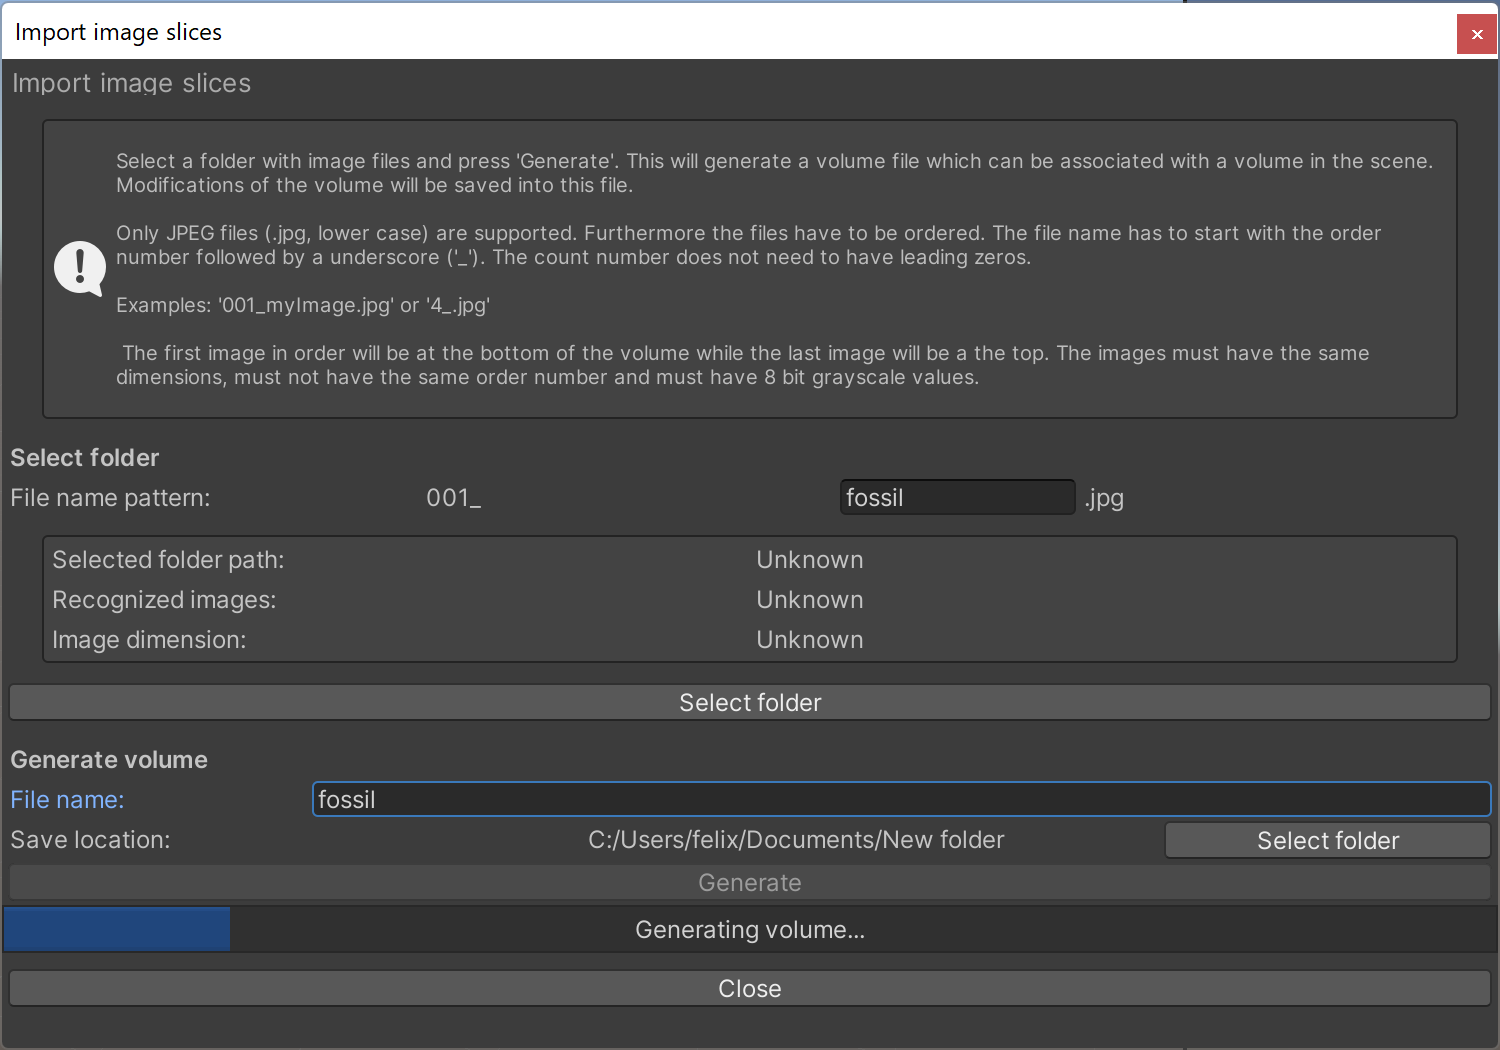 Import image slices
Import image slices
Select a folder with image files and press 'Generate'. This will generate a volume file which can be associated with a volume in the scene.
Modifications of the volume will be saved into this file.
Only JPEG files (.jpg, lower case) are supported. Furthermore the files have to be ordered. The file name has to start with the order
number followed by a underscore ('_'). The count number does not need to have leading zeros.
Examples: '001_myImage.jpg' or '4_.jpg'
The first image in order will be at the bottom of the volume while the last image will be a the top. The images must have the same
dimensions, must not have the same order number and must have 8 bit grayscale values.
Select folder
File name pattern: 001_ fossil .jpg
Selected folder path: Unknown
Recognized images: Unknown
Image dimension: Unknown
Select folder
Generate volume
File name: fossil
Save location: C:/Users/felix/Documents/New folder Select folder
Generate
Generating volume...
Close